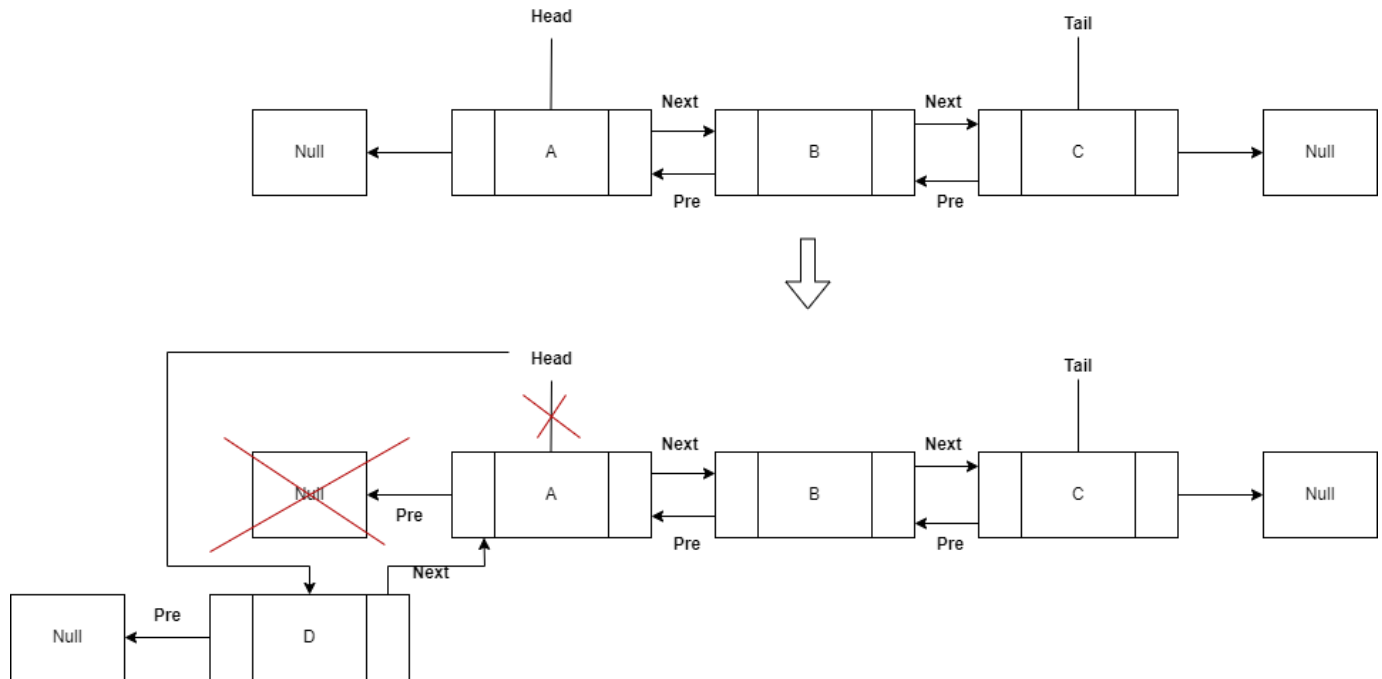 Head
Tail
Next
Next
Null
A
B
C
Null
Pre
Pre
Head
Tail
Next
Next
Null
A
B
C
Null
Pre
Pre
Pre
Next
Pre
Null
D